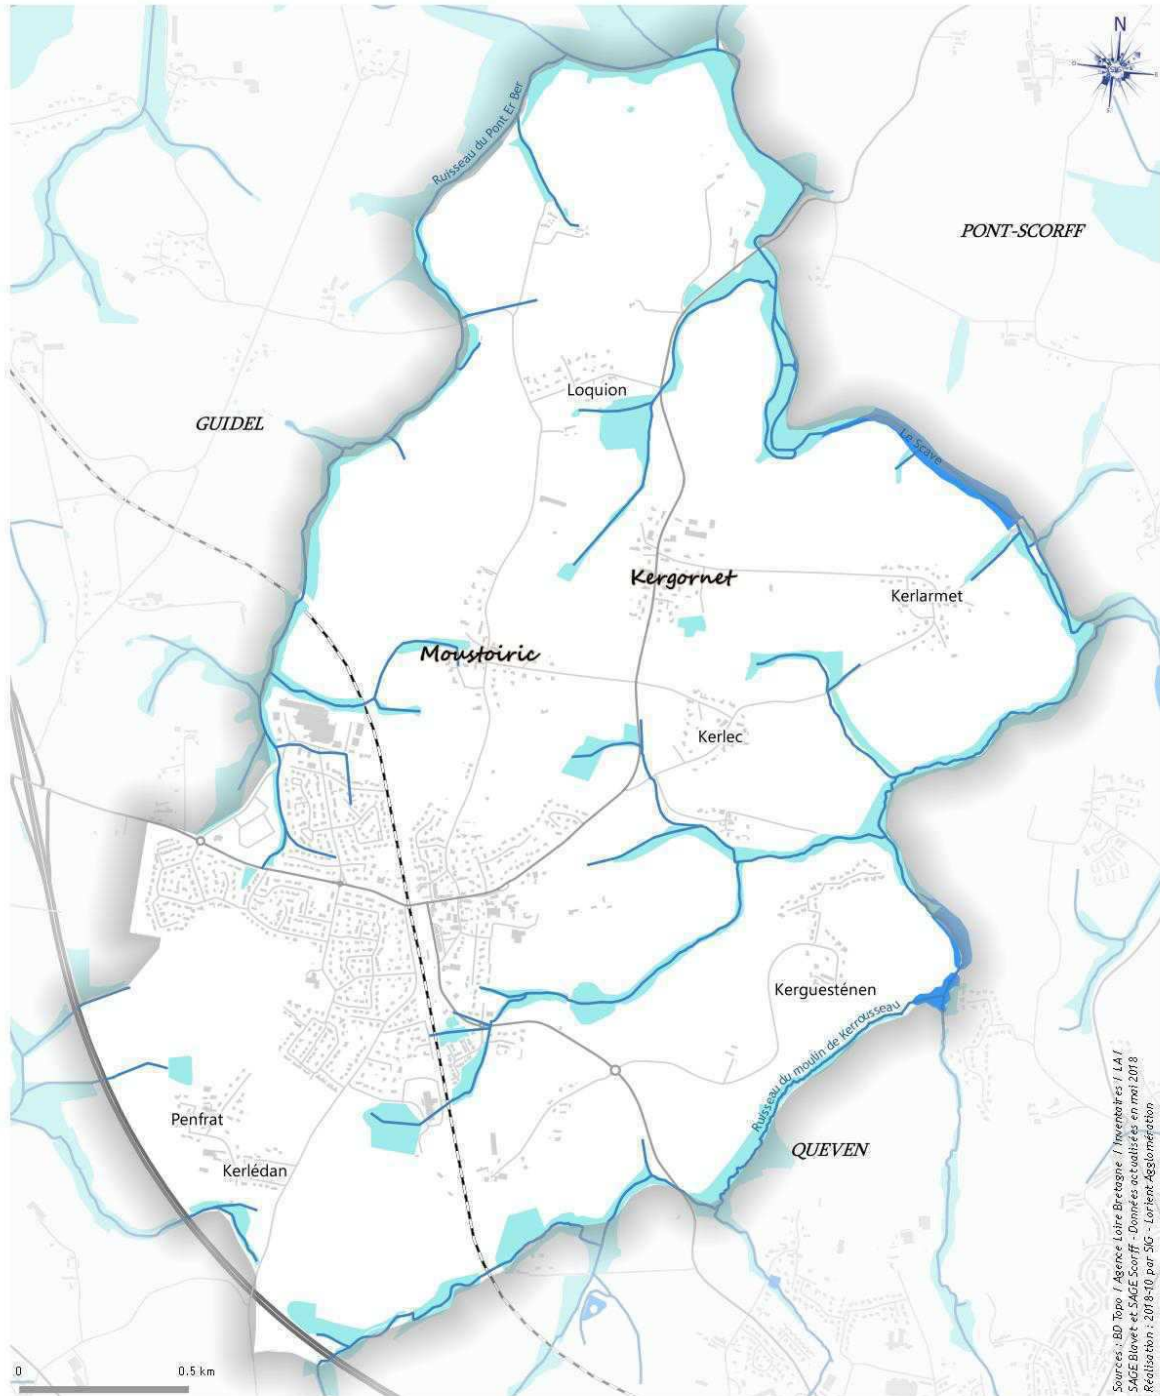 N
Ruisseau du Pont Er Ber
PONT-SCORFF
Loquion
GUIDEL
Le Scave
Kergornet
Kerlarmet
Moustoiric
Kerlec
Kerguesténen
Ruisseau du moulin de Kerrousseau
Penfrat
QUEVEN
Kerlédan
0
0.5 km
Sources : BD Topo / Agence Loire Bretagne / Inventaires / LA /
SAGE Blavet et SAGE Scorff - Données actualisées en mai 2018
Réalisation : 2018-10 par SIG - Lorient Agglomération